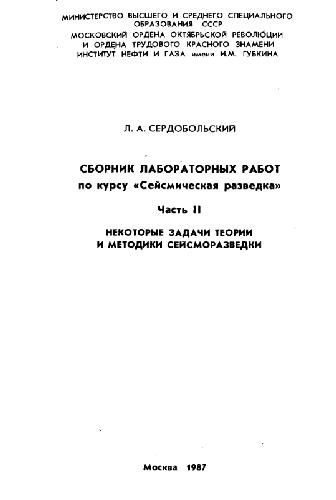 МИНИСТЕРСТВО ВЫСШЕГО И СРЕДНЕГО СПЕЦИАЛЬНОГО
ОБРАЗОВАНИЯ СССР
МОСКОВСКИЙ ОРДЕНА ОКТЯБРЬСКОЙ РЕВОЛЮЦИИ
И ОРДЕНА ТРУДОВОГО КРАСНОГО ЗНАМЕНИ
ИНСТИТУТ НЕФТИ И ГАЗА имени И.М. ГУБКИНА
Л. А. СЕРДОБОЛЬСКИЙ
СБОРНИК ЛАБОРАТОРНЫХ РАБОТ
по курсу «Сейсмическая разведка»
Часть II
НЕКОТОРЫЕ ЗАДАЧИ ТЕОРИИ
И МЕТОДИКИ СЕЙСМОРАЗВЕДКИ
Москва 1987